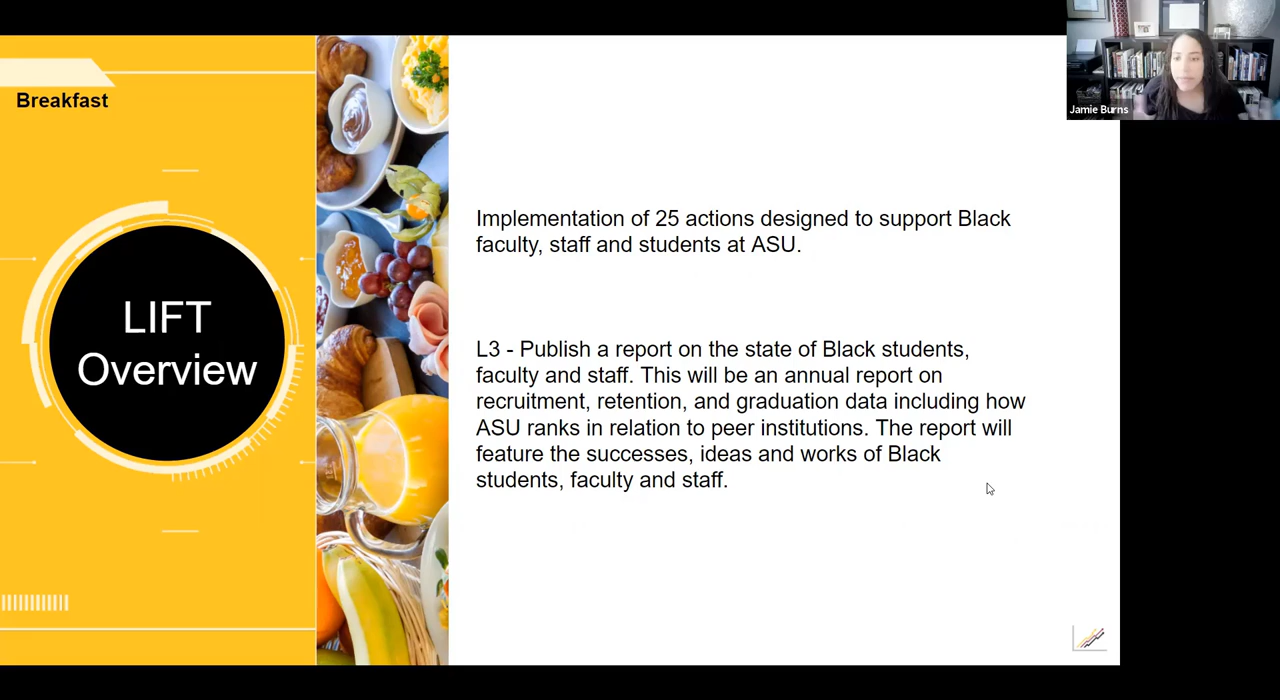 Breakfast
LIFT
Overview
Implementation of 25 actions designed to support Black
faculty, staff and students at ASU.
L3 - Publish a report on the state of Black students,
faculty and staff. This will be an annual report on
recruitment, retention, and graduation data including how
ASU ranks in relation to peer institutions. The report will
feature the successes, ideas and works of Black
students, faculty and staff.
Jamie Burns